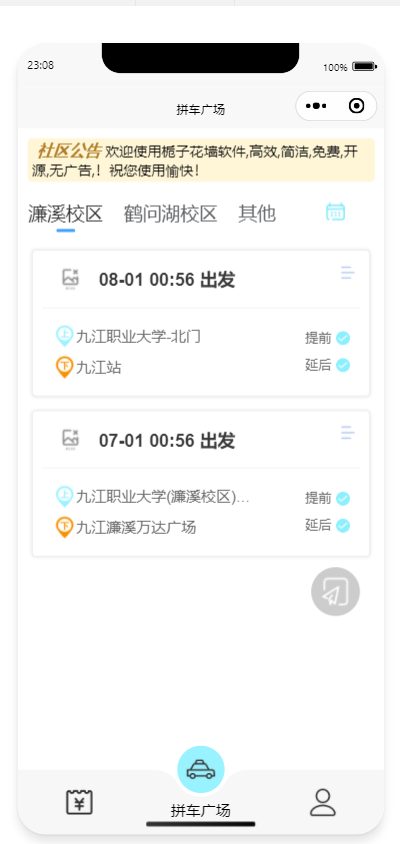 23:08
100%
拼车广场
社区公告 欢迎使用栀子花墙软件,高效,简洁,免费,开
源,无广告,！祝您使用愉快！
濂溪校区 鹤问湖校区 其他
08-01 00:56 出发
上 九江职业大学-北门 提前
下 九江站 延后
07-01 00:56 出发
上 九江职业大学(濂溪校区)... 提前
下 九江濂溪万达广场 延后
拼车广场